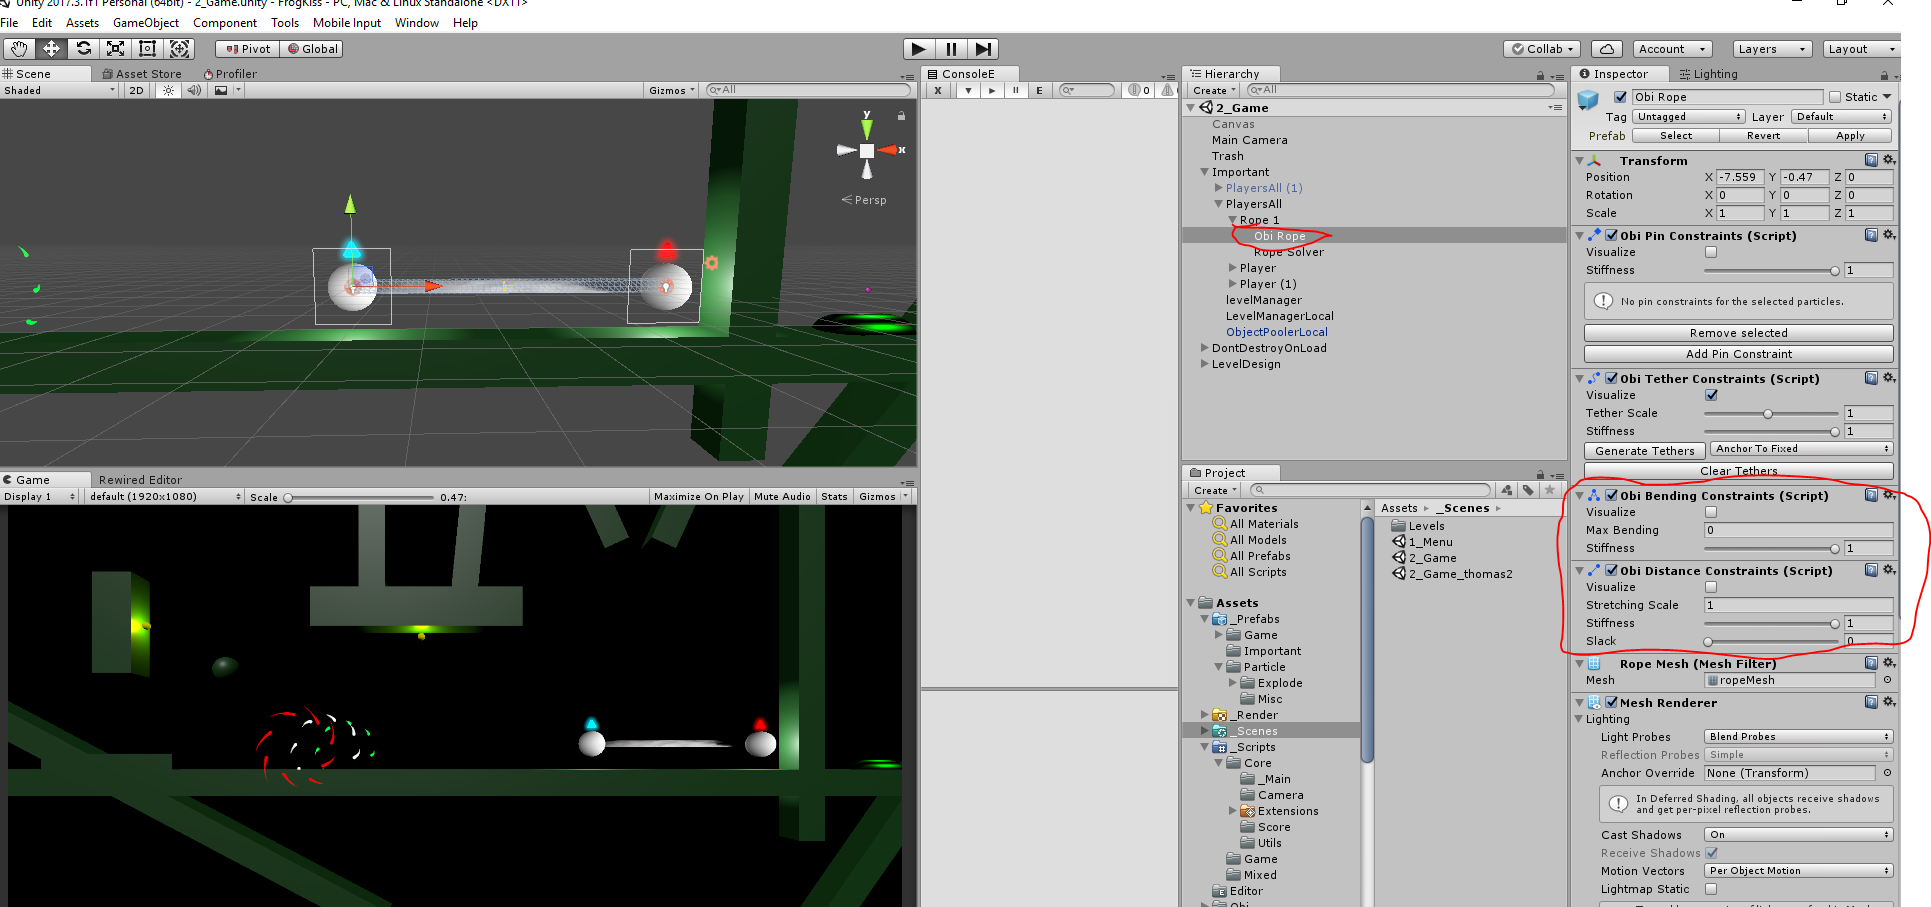 Unity 2017.3.1f1 Personal (64bit) - 2_Game.unity - FrogKiss - PC, Mac & Linux Standalone <DX11>
File Edit Assets GameObject Component Tools Mobile Input Window Help
Pivot Global Collab Account Layers Layout
Scene Asset Store Profiler
Shaded 2D Gizmos All
y
x
Persp
Game Rewired Editor
Display 1 default (1920x1080) Scale 0.47: Maximize On Play Mute Audio Stats Gizmos
ConsoleE
X E 0
Hierarchy
Create All
2_Game
Canvas
Main Camera
Trash
Important
PlayersAll (1)
PlayersAll
Rope 1
Obi Rope
Rope Solver
Player
Player (1)
levelManager
LevelManagerLocal
ObjectPoolerLocal
DontDestroyOnLoad
LevelDesign
Project
Create
Favorites
All Materials
All Models
All Prefabs
All Scripts
Assets
_Prefabs
Game
Important
Particle
Explode
Misc
_Render
_Scenes
_Scripts
Core
_Main
Camera
Extensions
Score
Utils
Game
Mixed
Editor
Obi
Assets _Scenes
Levels
1_Menu
2_Game
2_Game_thomas2
Inspector Lighting
Obi Rope Static
Tag Untagged Layer Default
Prefab Select Revert Apply
Transform
Position X -7.559 Y -0.47 Z 0
Rotation X 0 Y 0 Z 0
Scale X 1 Y 1 Z 1
Obi Pin Constraints (Script)
Visualize
Stiffness 1
No pin constraints for the selected particles.
Remove selected
Add Pin Constraint
Obi Tether Constraints (Script)
Visualize
Tether Scale 1
Stiffness 1
Generate Tethers Anchor To Fixed
Clear Tethers
Obi Bending Constraints (Script)
Visualize
Max Bending 0
Stiffness 1
Obi Distance Constraints (Script)
Visualize
Stretching Scale 1
Stiffness 1
Slack 0
Rope Mesh (Mesh Filter)
Mesh ropeMesh
Mesh Renderer
Lighting
Light Probes Blend Probes
Reflection Probes Simple
Anchor Override None (Transform)
In Deferred Shading, all objects receive shadows
and get per-pixel reflection probes.
Cast Shadows On
Receive Shadows
Motion Vectors Per Object Motion
Lightmap Static